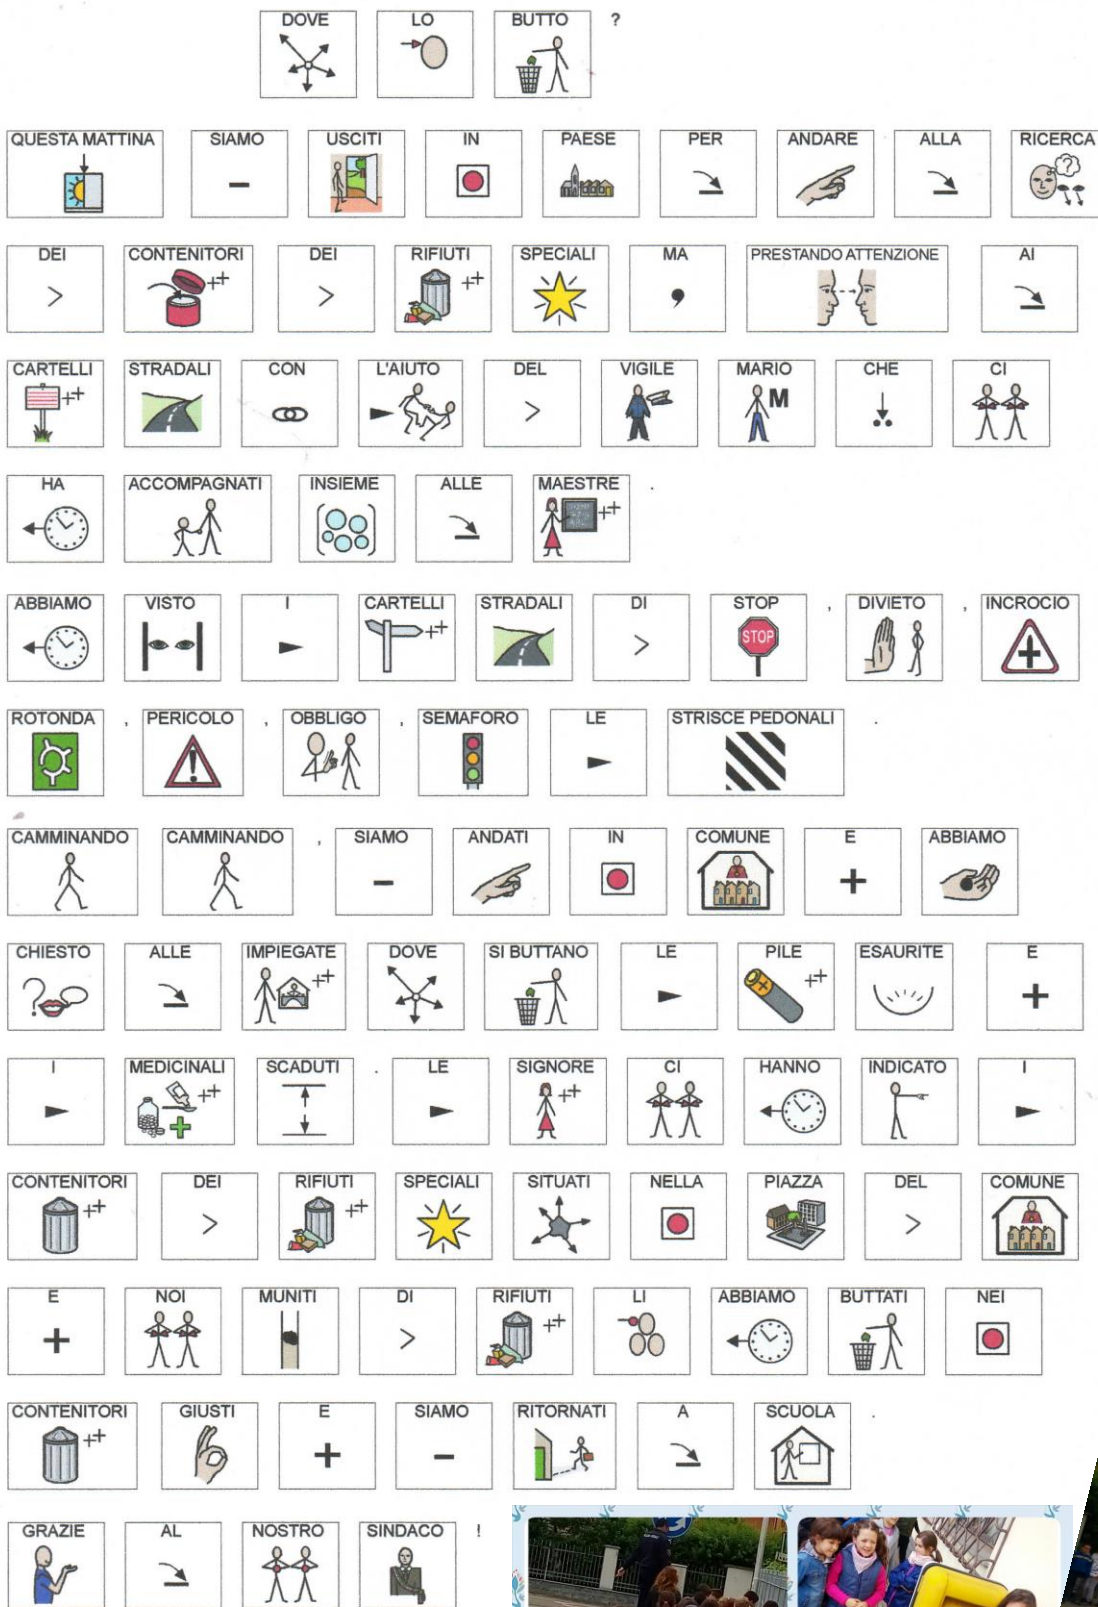 DOVE LO BUTTO ?
QUESTA MATTINA SIAMO USCITI IN PAESE PER ANDARE ALLA RICERCA
DEI CONTENITORI DEI RIFIUTI SPECIALI MA PRESTANDO ATTENZIONE AI
CARTELLI STRADALI CON L'AIUTO DEL VIGILE MARIO M CHE CI
HA ACCOMPAGNATI INSIEME ALLE MAESTRE .
ABBIAMO VISTO I CARTELLI STRADALI DI STOP STOP , DIVIETO , INCROCIO
ROTONDA , PERICOLO , OBBLIGO , SEMAFORO LE STRISCE PEDONALI .
CAMMINANDO CAMMINANDO , SIAMO ANDATI IN COMUNE E ABBIAMO
CHIESTO ALLE IMPIEGATE DOVE SI BUTTANO LE PILE ESAURITE E
I MEDICINALI SCADUTI . LE SIGNORE CI HANNO INDICATO I
CONTENITORI DEI RIFIUTI SPECIALI SITUATI NELLA PIAZZA DEL COMUNE
E NOI MUNITI DI RIFIUTI LI ABBIAMO BUTTATI NEI
CONTENITORI GIUSTI E SIAMO RITORNATI A SCUOLA .
GRAZIE AL NOSTRO SINDACO !